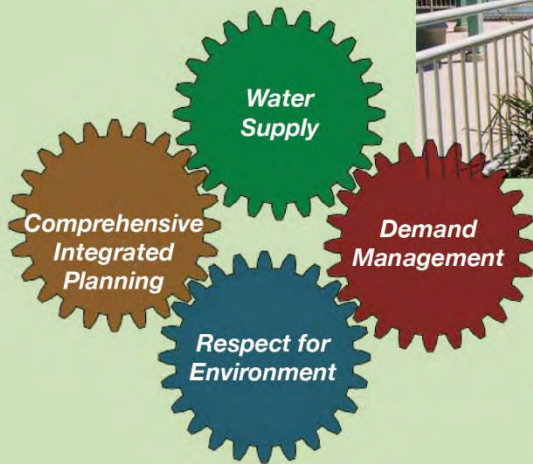 Water
Supply
Comprehensive
Integrated
Planning
Demand
Management
Respect for
Environment